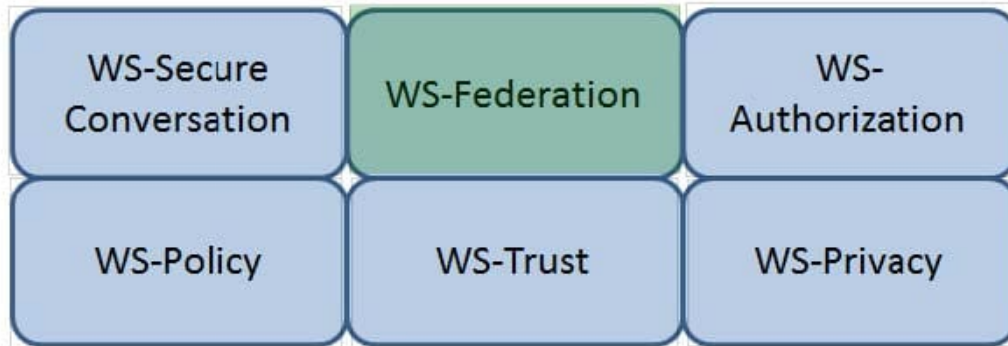 WS-Secure
Conversation
WS-Federation
WS-
Authorization
WS-Policy
WS-Trust
WS-Privacy